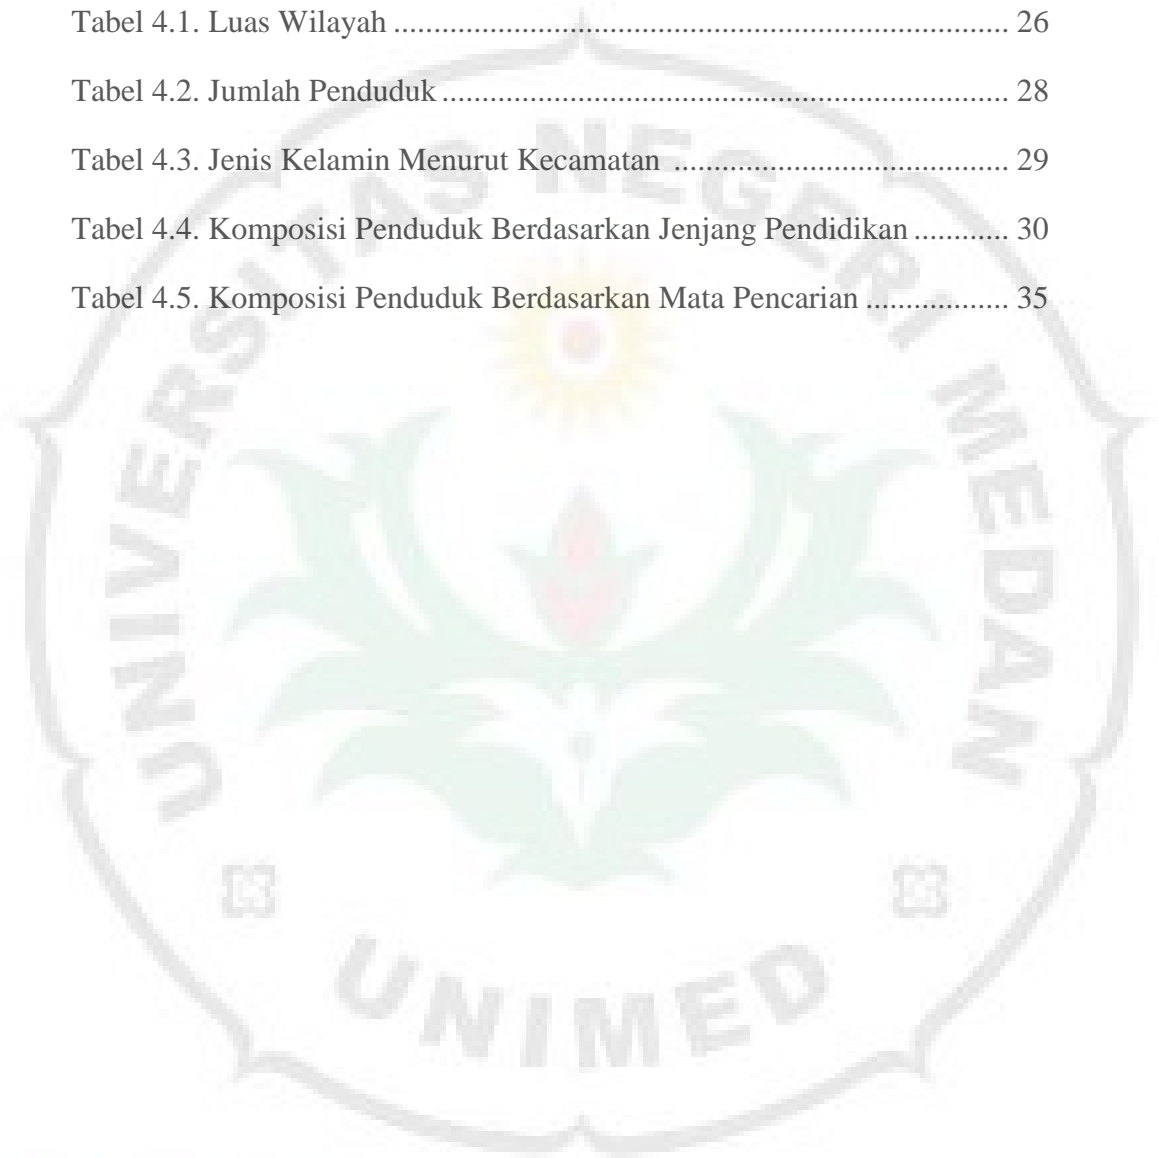 Tabel 4.1. Luas Wilayah ............................................................................. 26
Tabel 4.2. Jumlah Penduduk ....................................................................... 28
Tabel 4.3. Jenis Kelamin Menurut Kecamatan .......................................... 29
Tabel 4.4. Komposisi Penduduk Berdasarkan Jenjang Pendidikan ............ 30
Tabel 4.5. Komposisi Penduduk Berdasarkan Mata Pencarian .................. 35
UNIVERSITAS NEGERI MEDAN
UNIMED